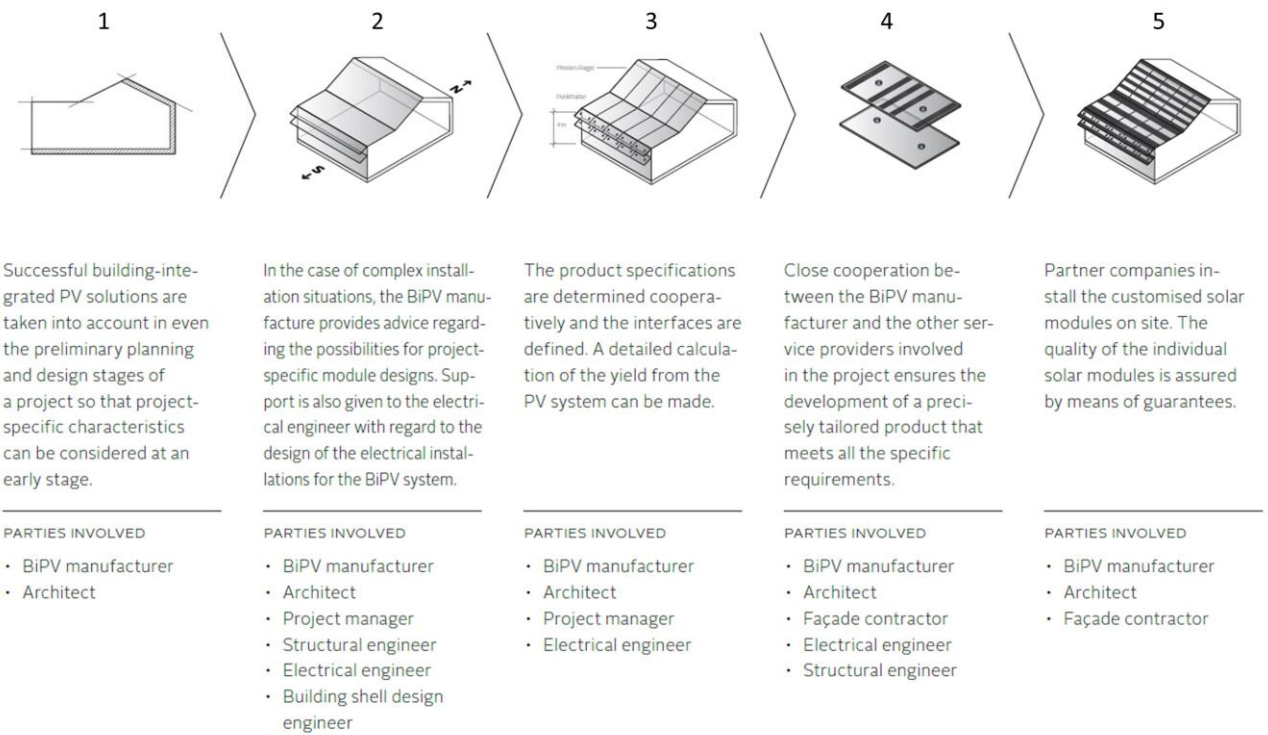 1
2
3
4
5
N
S
Pfosten-Riegel
Punkthalter
4 m
Successful building-inte-
grated PV solutions are
taken into account in even
the preliminary planning
and design stages of
a project so that project-
specific characteristics
can be considered at an
early stage.
PARTIES INVOLVED
• BiPV manufacturer
• Architect
In the case of complex install-
ation situations, the BiPV manu-
facture provides advice regard-
ing the possibilities for project-
specific module designs. Sup-
port is also given to the electri-
cal engineer with regard to the
design of the electrical instal-
lations for the BiPV system.
PARTIES INVOLVED
• BiPV manufacturer
• Architect
• Project manager
• Structural engineer
• Electrical engineer
• Building shell design
engineer
The product specifications
are determined coopera-
tively and the interfaces are
defined. A detailed calcula-
tion of the yield from the
PV system can be made.
PARTIES INVOLVED
• BiPV manufacturer
• Architect
• Project manager
• Electrical engineer
Close cooperation be-
tween the BiPV manu-
facturer and the other ser-
vice providers involved
in the project ensures the
development of a preci-
sely tailored product that
meets all the specific
requirements.
PARTIES INVOLVED
• BiPV manufacturer
• Architect
• Façade contractor
• Electrical engineer
• Structural engineer
Partner companies in-
stall the customised solar
modules on site. The
quality of the individual
solar modules is assured
by means of guarantees.
PARTIES INVOLVED
• BiPV manufacturer
• Architect
• Façade contractor